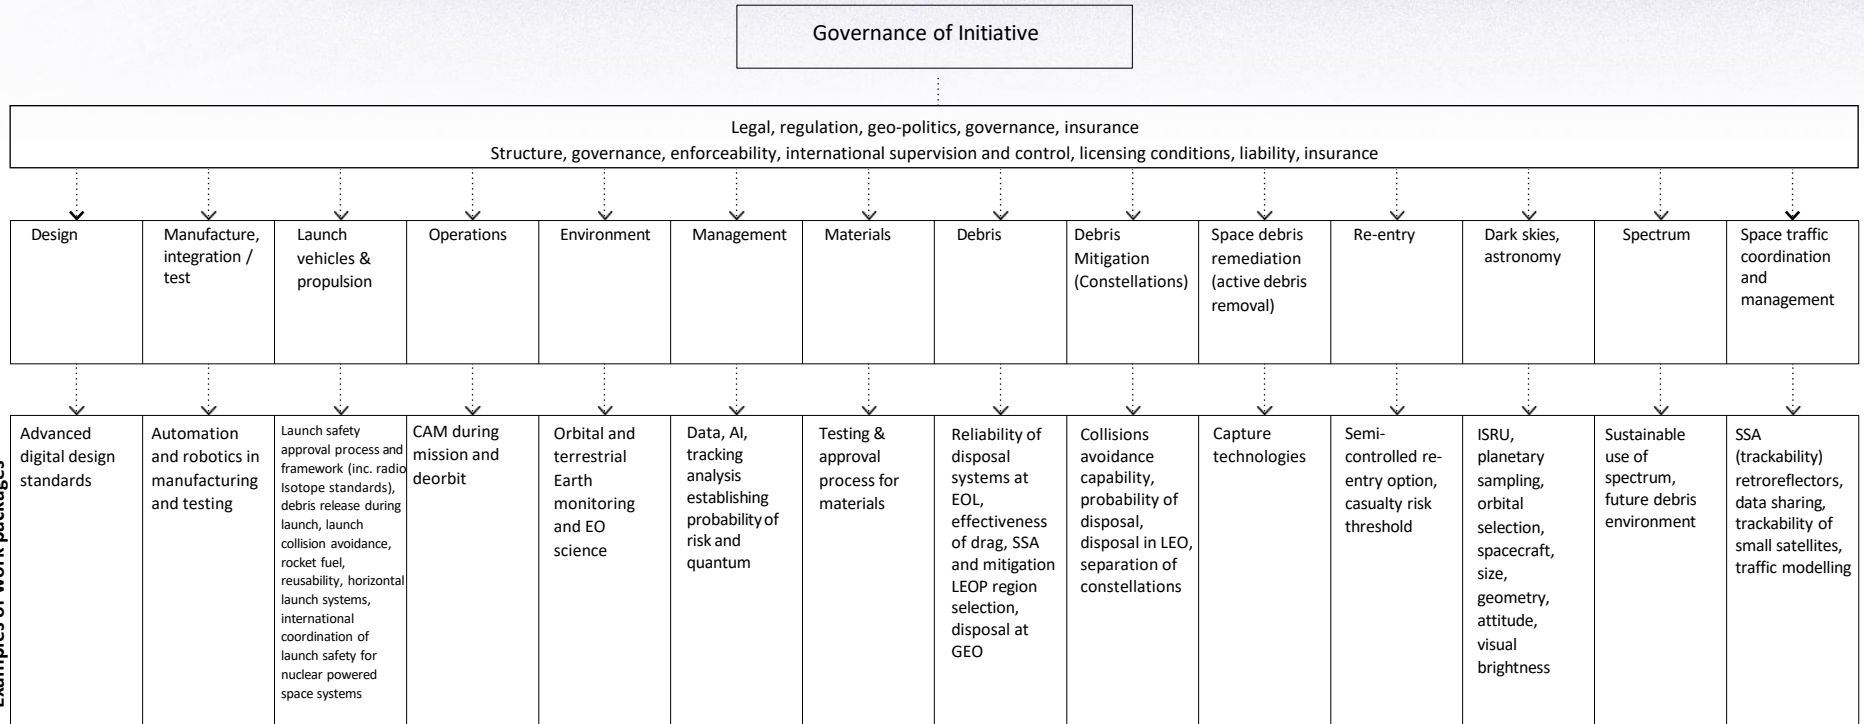 Governance of Initiative
Legal, regulation, geo-politics, governance, insurance
Structure, governance, enforceability, international supervision and control, licensing conditions, liability, insurance
Design
Manufacture,
integration /
test
Launch
vehicles &
propulsion
Operations
Environment
Management
Materials
Debris
Debris
Mitigation
(Constellations)
Space debris
remediation
(active debris
removal)
Re-entry
Dark skies,
astronomy
Spectrum
Space traffic
coordination
and
management
Examples of work packages
Advanced
digital design
standards
Automation
and robotics in
manufacturing
and testing
Launch safety
approval process and
framework (inc. radio
Isotope standards),
debris release during
launch, launch
collision avoidance,
rocket fuel,
reusability, horizontal
launch systems,
international
coordination of
launch safety for
nuclear powered
space systems
CAM during
mission and
deorbit
Orbital and
terrestrial
Earth
monitoring
and EO
science
Data, AI,
tracking
analysis
establishing
probability of
risk and
quantum
Testing &
approval
process for
materials
Reliability of
disposal
systems at
EOL,
effectiveness
of drag, SSA
and mitigation
LEOP region
selection,
disposal at
GEO
Collisions
avoidance
capability,
probability of
disposal,
disposal in LEO,
separation of
constellations
Capture
technologies
Semi-
controlled re-
entry option,
casualty risk
threshold
ISRU,
planetary
sampling,
orbital
selection,
spacecraft,
size,
geometry,
attitude,
visual
brightness
Sustainable
use of
spectrum,
future debris
environment
SSA
(trackability)
retroreflectors,
data sharing,
trackability of
small satellites,
traffic modelling